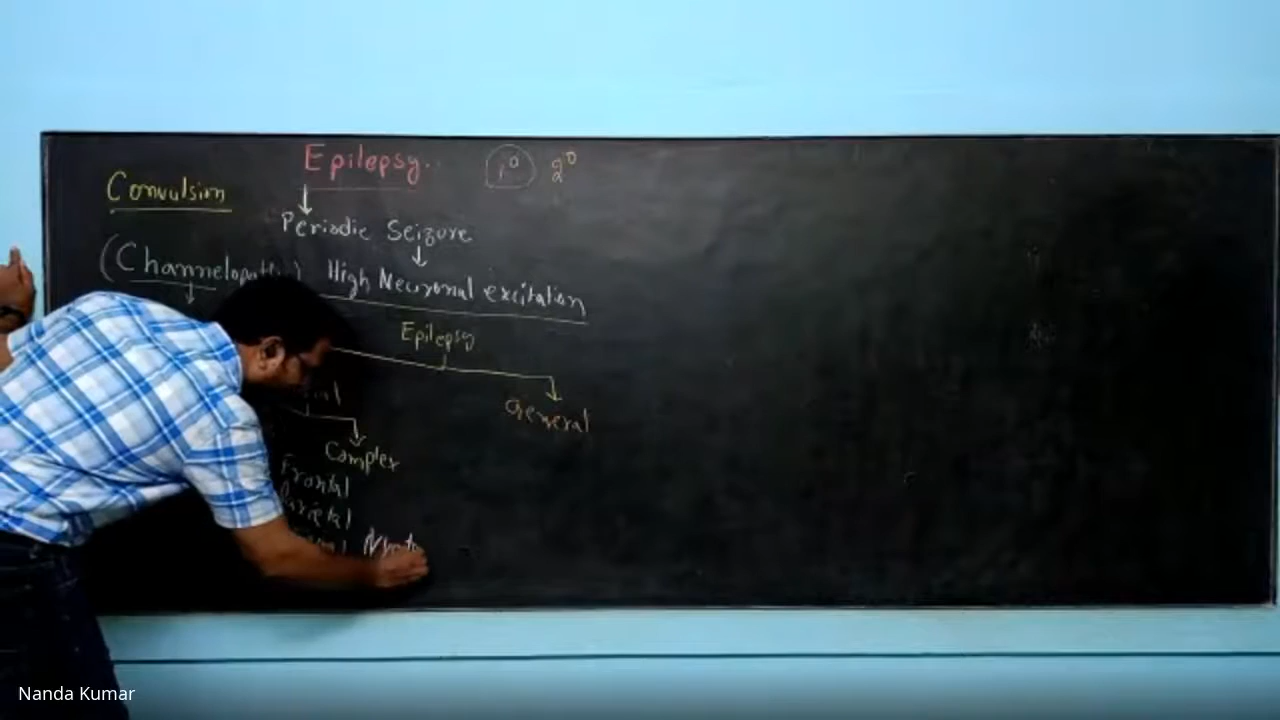 Epilepsy. 1° 2°
Convulsion
Periodic Seizure
(Channelopathy) High Neuronal excitation
Epilepsy
General
Complex
Frontal
Parietal
Nanda Kumar